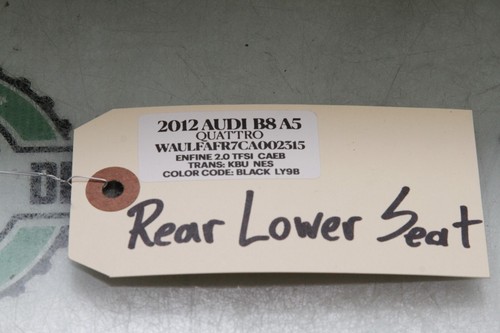 2012 AUDI B8 A5
QUATTRO
WAULFAFR7CA002315
ENFINE 2.0 TFSI CAEB
TRANS: KBU NES
COLOR CODE: BLACK LY9B
Rear Lower Seat